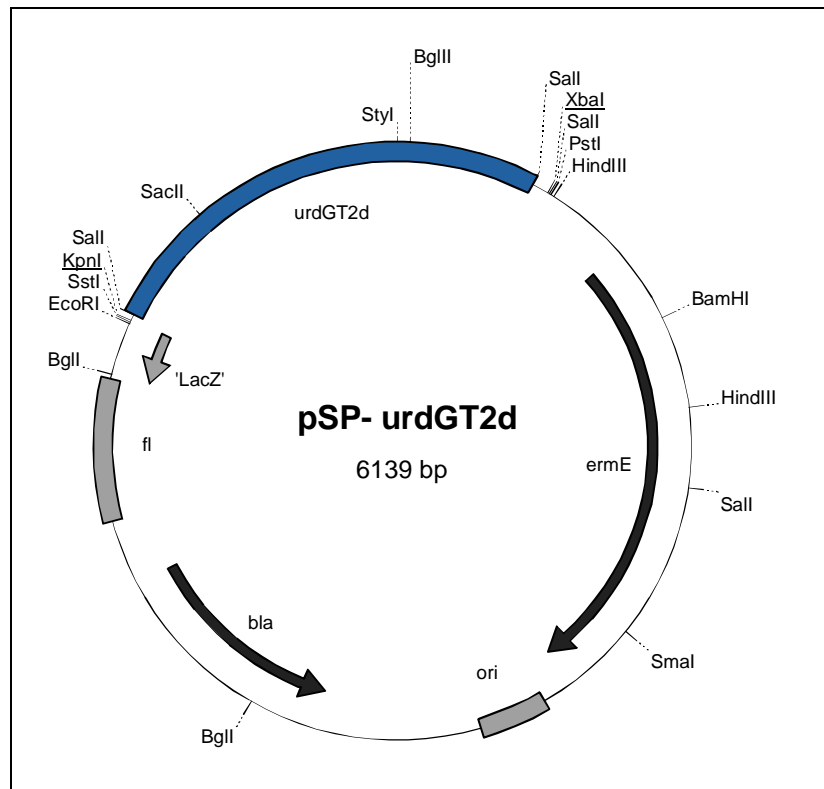 BglII
SalI
XbaI
SalI
PstI
HindIII
StyI
SacII
urdGT2d
SalI
KpnI
SstI
EcoRI
BglI
'LacZ'
fI
BamHI
HindIII
SalI
ermE
pSP- urdGT2d
6139 bp
bla
ori
SmaI
BglI